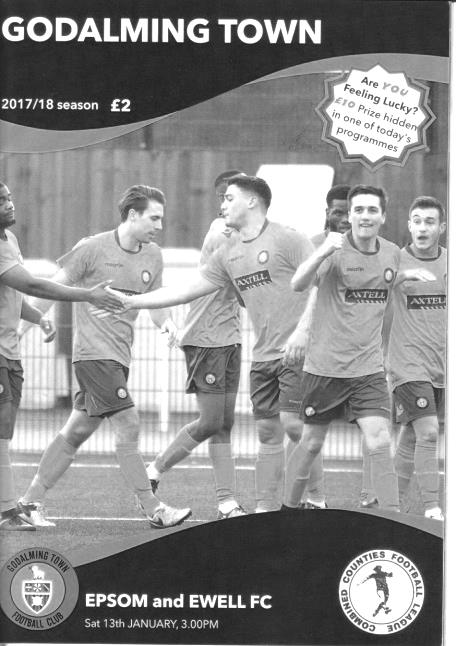 GODALMING TOWN
2017/18 season £2
Are YOU
Feeling Lucky?
£10 Prize hidden
in one of today's
programmes
AXTELL
AXTELL
AXTELL
GODALMING TOWN
FOOTBALL CLUB
EPSOM and EWELL FC
Sat 13th JANUARY, 3.00PM
COMBINED COUNTIES FOOTBALL
LEAGUE